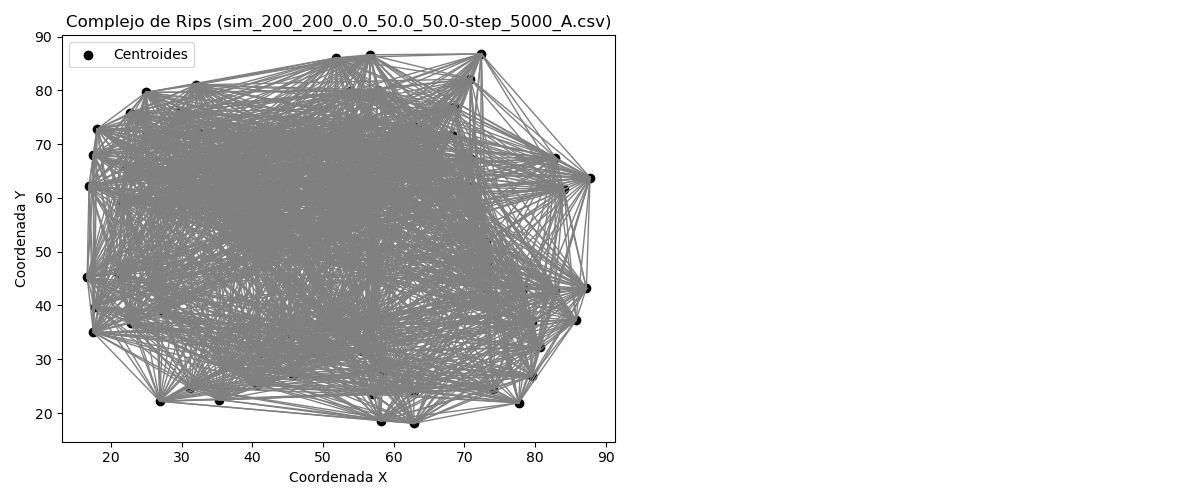 Complejo de Rips (sim_200_200_0.0_50.0_50.0-step_5000_A.csv)
Centroides
90
80
70
60
50
40
30
20
Coordenada Y
20 30 40 50 60 70 80 90
Coordenada X